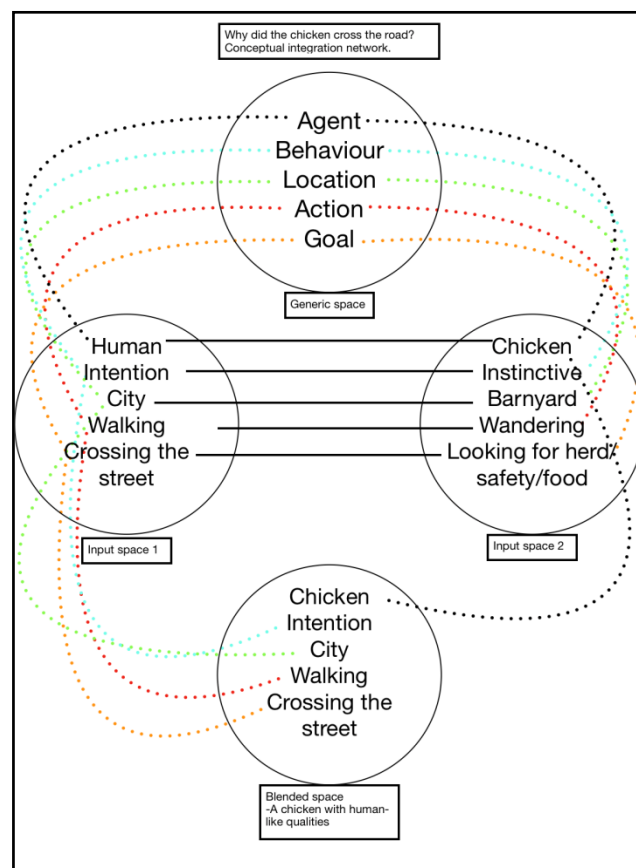 Why did the chicken cross the road?
Conceptual integration network.
Agent
Behaviour
Location
Action
Goal
Generic space
Human
Intention
City
Walking
Crossing the
street
Input space 1
Chicken
Instinctive
Barnyard
Wandering
Looking for herd/
safety/food
Input space 2
Chicken
Intention
City
Walking
Crossing the
street
Blended space
-A chicken with human-
like qualities